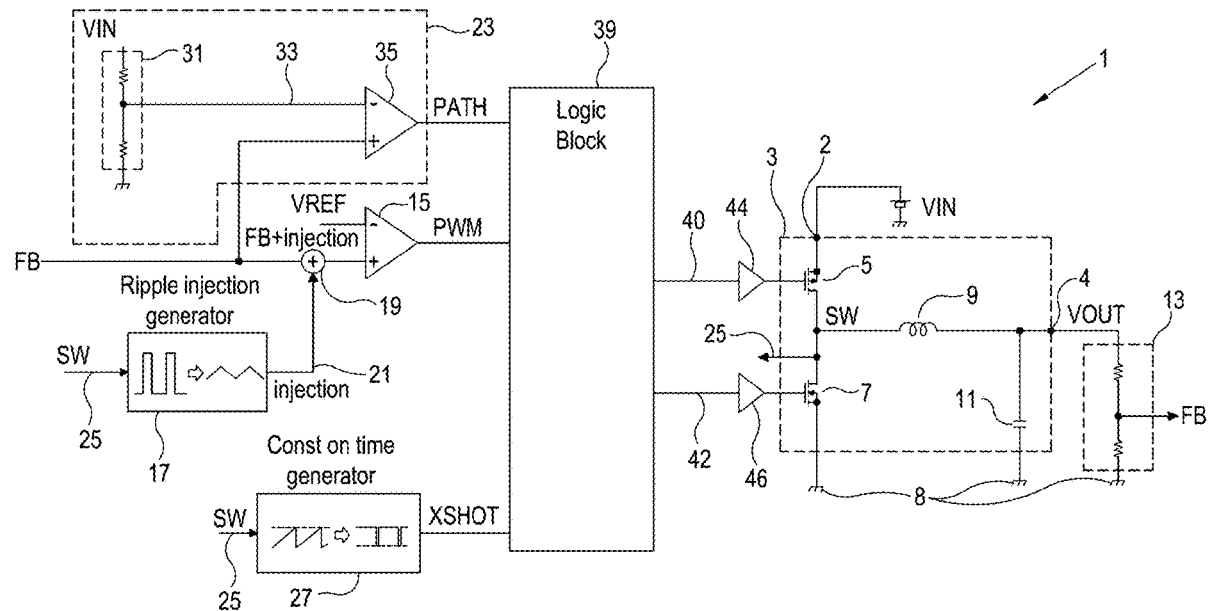 VIN
31
33
35
23
PATH
39
Logic
Block
1
VREF
15
FB+injection
PWM
FB
19
Ripple injection
generator
SW
25
injection
21
17
Const on time
generator
SW
25
XSHOT
27
3
2
VIN
40
44
5
SW
9
4
VOUT
13
25
42
46
7
11
FB
8